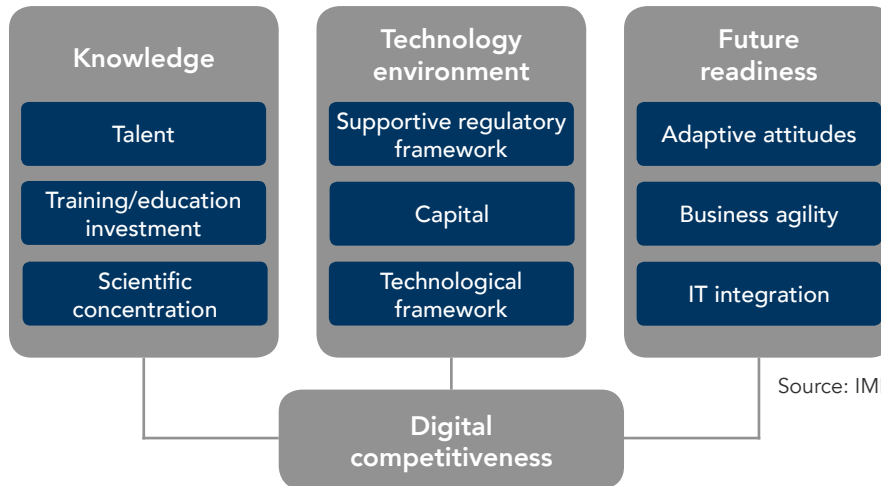 Knowledge
Talent
Training/education
investment
Scientific
concentration
Technology
environment
Supportive regulatory
framework
Capital
Technological
framework
Future
readiness
Adaptive attitudes
Business agility
IT integration
Source: IM
Digital
competitiveness